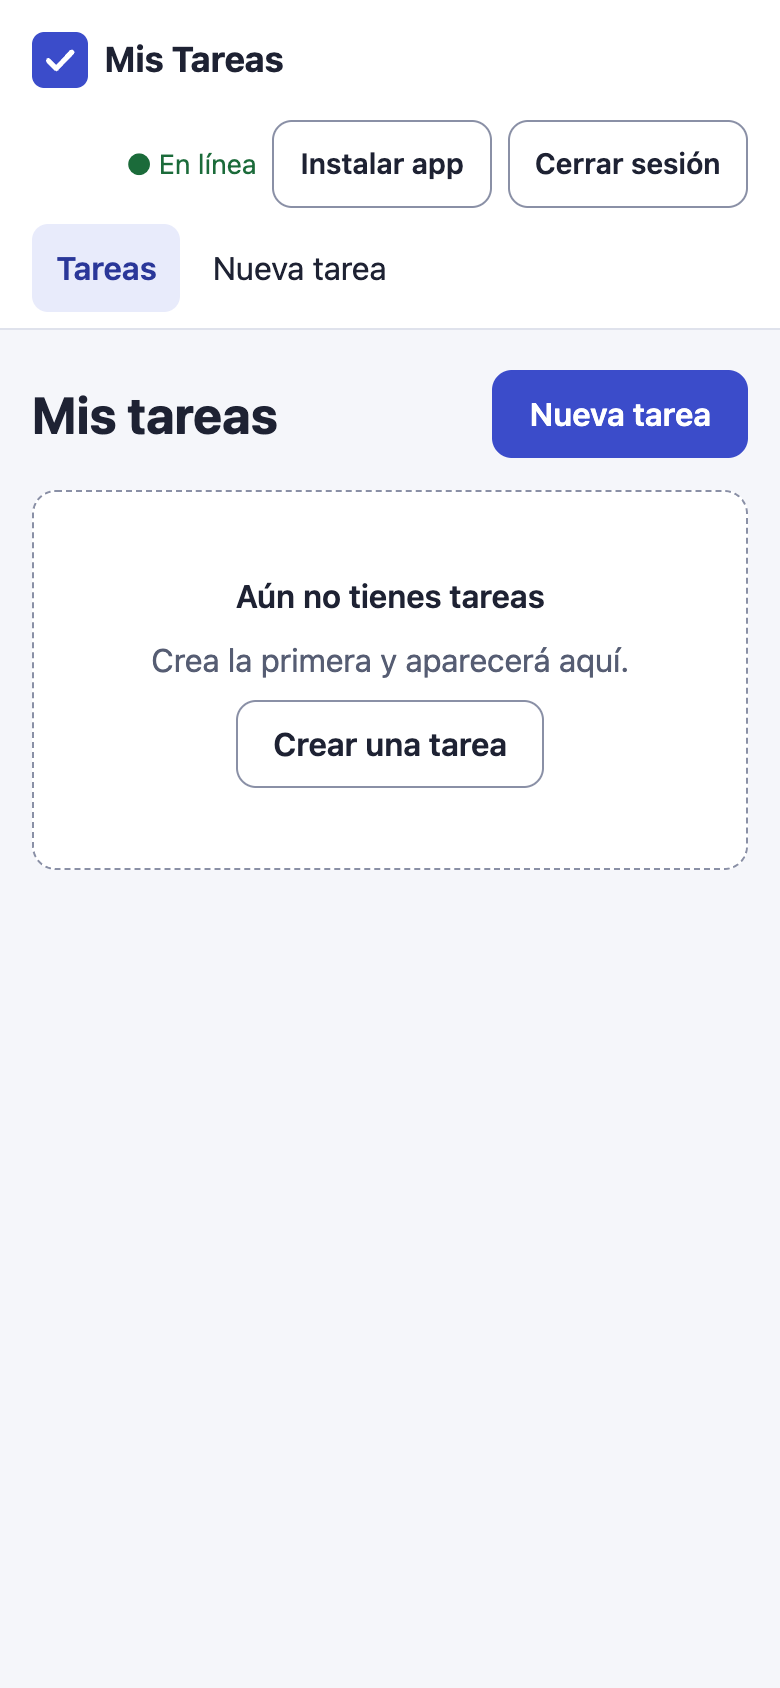 Mis Tareas
En línea Instalar app Cerrar sesión
Tareas Nueva tarea
Mis tareas Nueva tarea
Aún no tienes tareas
Crea la primera y aparecerá aquí.
Crear una tarea